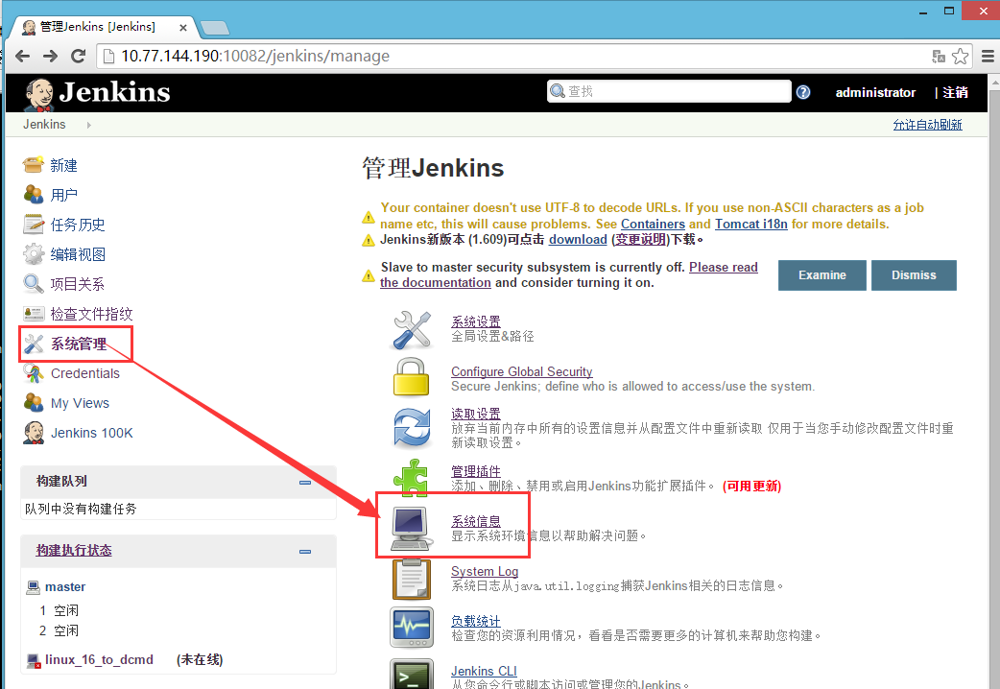 管理Jenkins [Jenkins]
10.77.144.190:10082/jenkins/manage
Jenkins
查找
administrator
| 注销
Jenkins
允许自动刷新
新建
用户
任务历史
编辑视图
项目关系
检查文件指纹
系统管理
Credentials
My Views
Jenkins 100K
构建队列
队列中没有构建任务
构建执行状态
master
1 空闲
2 空闲
linux_16_to_dcmd (未在线)
管理Jenkins
Your container doesn't use UTF-8 to decode URLs. If you use non-ASCII characters as a job
name etc, this will cause problems. See Containers and Tomcat i18n for more details.
Jenkins新版本 (1.609)可点击 download (变更说明)下载。
Slave to master security subsystem is currently off. Please read
the documentation and consider turning it on.
Examine
Dismiss
系统设置
全局设置&路径
Configure Global Security
Secure Jenkins; define who is allowed to access/use the system.
读取设置
放弃当前内存中所有的设置信息并从配置文件中重新读取 仅用于当您手动修改配置文件时重
新读取设置。
管理插件
添加、删除、禁用或启用Jenkins功能扩展插件。 (可用更新)
系统信息
显示系统环境信息以帮助解决问题。
System Log
系统日志从java.util.logging捕获Jenkins相关的日志信息。
负载统计
检查您的资源利用情况，看看是否需要更多的计算机来帮助您构建。
Jenkins CLI
从您命令行或脚本访问或管理您的Jenkins。